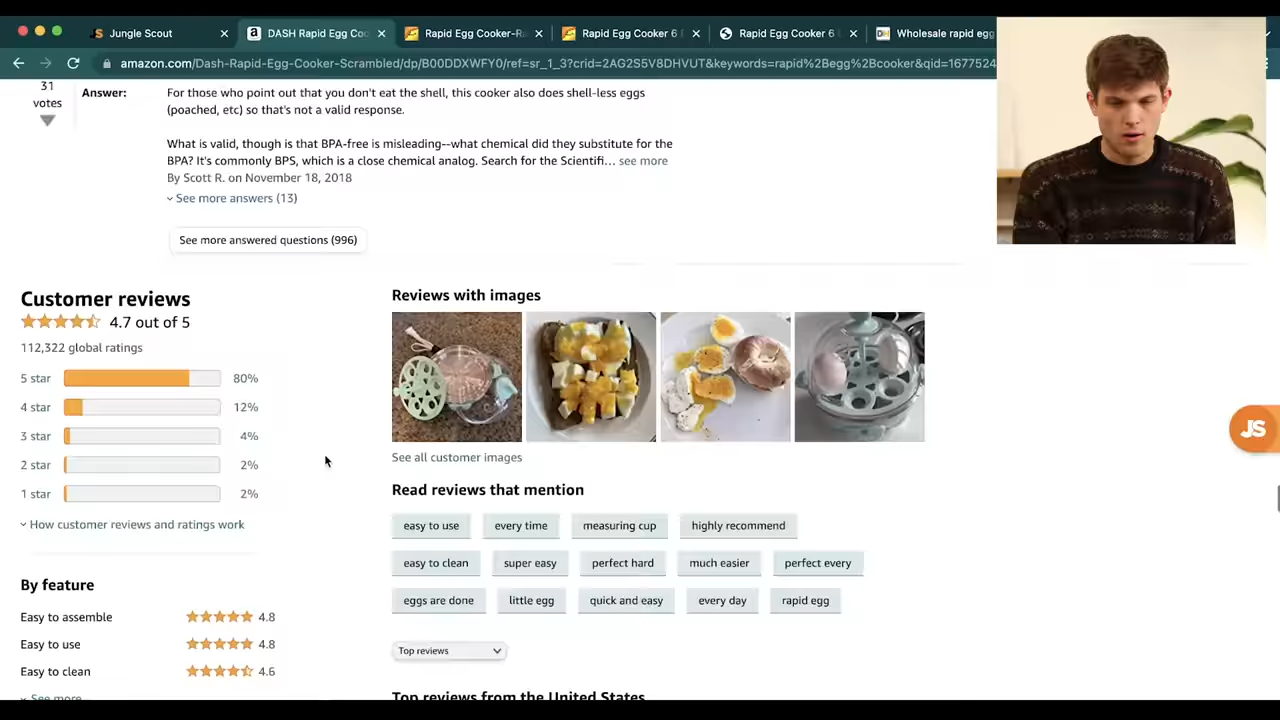 Jungle Scout
DASH Rapid Egg Co
Rapid Egg Cooker-R
Rapid Egg Cooker 6
Rapid Egg Cooker 6
Wholesale rapid egg
amazon.com/Dash-Rapid-Egg-Cooker-Scrambled/dp/B00DDXWFY0/ref=sr_1_3?crid=2AG2S5V8DHVUT&keywords=rapid%2Begg%2Bcooker&qid=1677524
31
votes
Answer:
For those who point out that you don't eat the shell, this cooker also does shell-less eggs
(poached, etc) so that's not a valid response.
What is valid, though is that BPA-free is misleading--what chemical did they substitute for the
BPA? It's commonly BPS, which is a close chemical analog. Search for the Scientifi... see more
By Scott R. on November 18, 2018
See more answers (13)
See more answered questions (996)
Customer reviews
4.7 out of 5
112,322 global ratings
5 star 80%
4 star 12%
3 star 4%
2 star 2%
1 star 2%
How customer reviews and ratings work
By feature
Easy to assemble 4.8
Easy to use 4.8
Easy to clean 4.6
See more
Reviews with images
See all customer images
Read reviews that mention
easy to use every time measuring cup highly recommend
easy to clean super easy perfect hard much easier perfect every
eggs are done little egg quick and easy every day rapid egg
Top reviews
Top reviews from the United States
JS